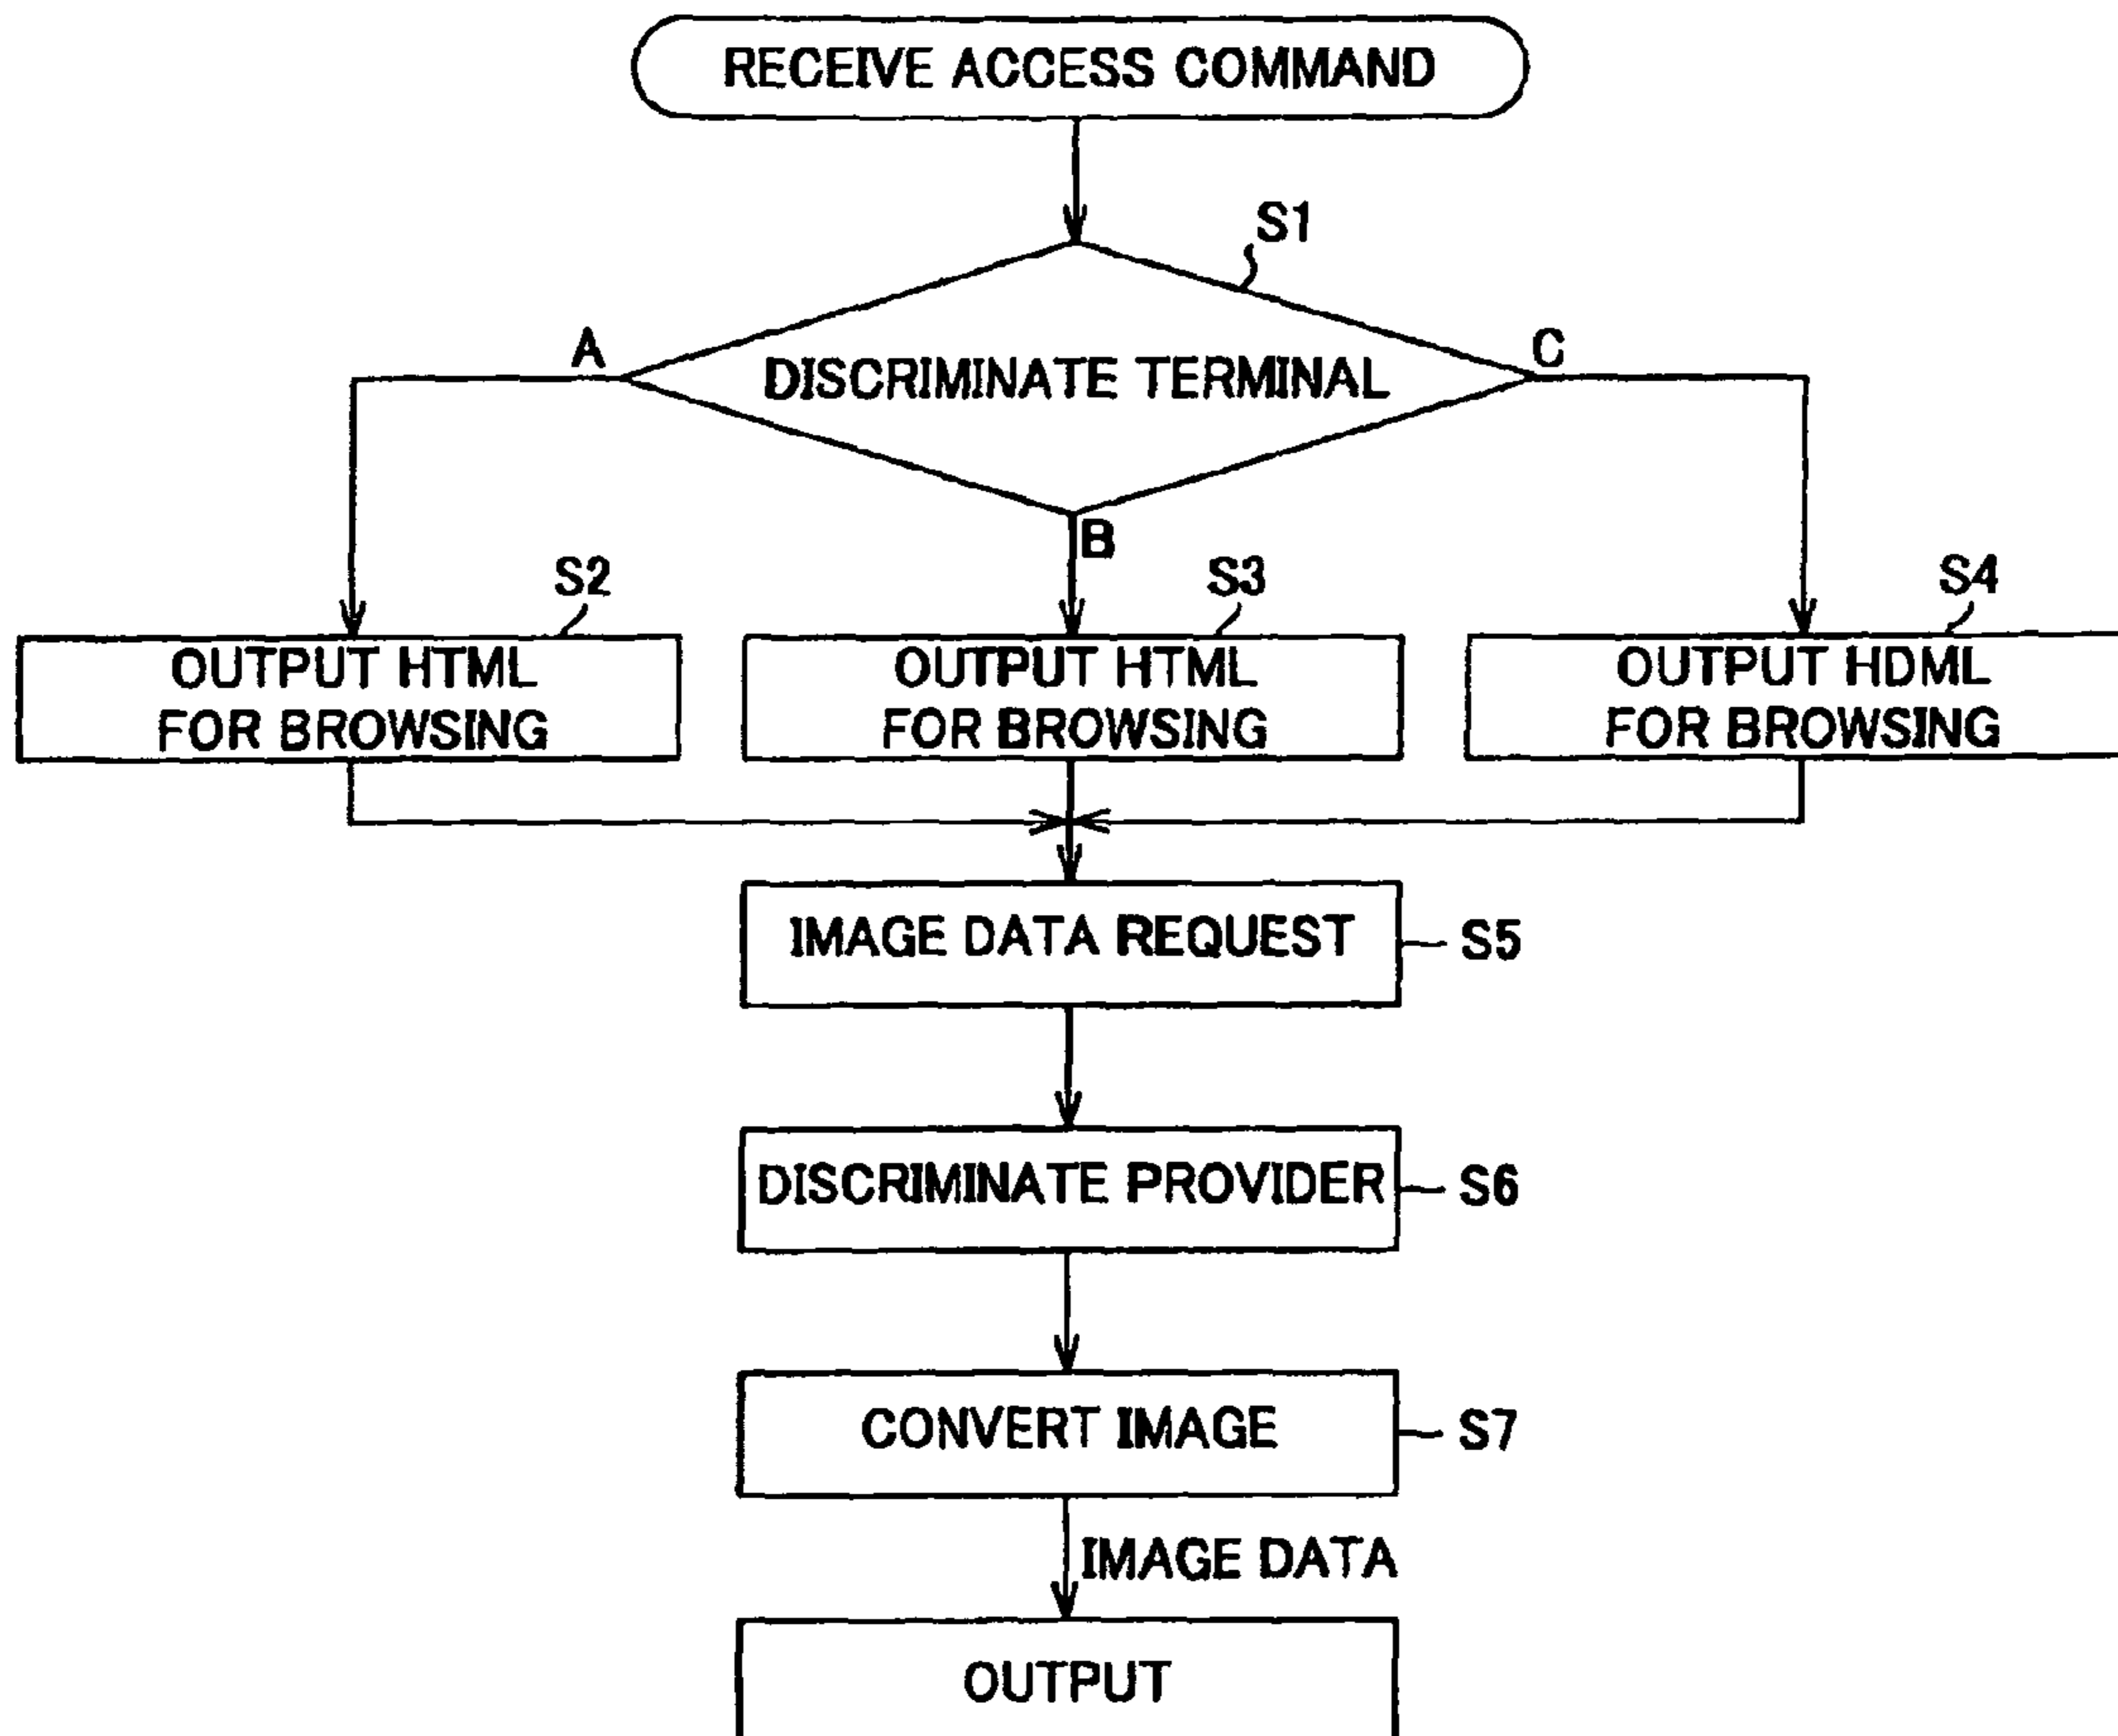 RECEIVE ACCESS COMMAND
S1
A
DISCRIMINATE TERMINAL
C
B
S2
S3
S4
OUTPUT HTML
FOR BROWSING
OUTPUT HTML
FOR BROWSING
OUTPUT HDML
FOR BROWSING
IMAGE DATA REQUEST
S5
DISCRIMINATE PROVIDER
S6
CONVERT IMAGE
S7
IMAGE DATA
OUTPUT